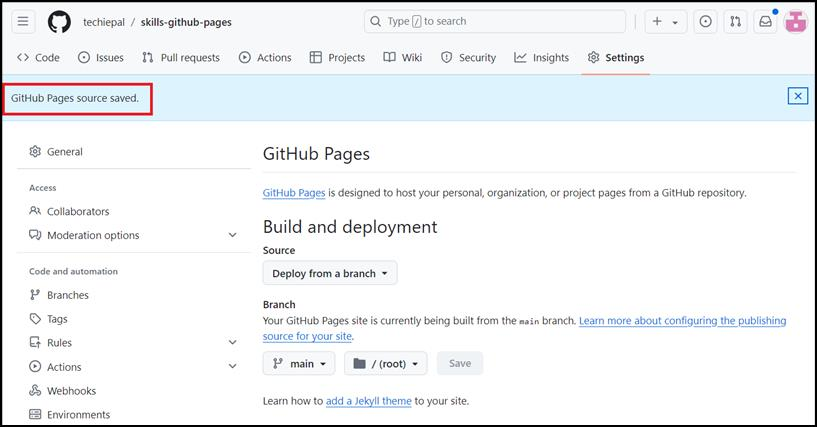 techiepal / skills-github-pages
Type / to search
Code Issues Pull requests Actions Projects Wiki Security Insights Settings
GitHub Pages source saved.
General
Access
Collaborators
Moderation options
Code and automation
Branches
Tags
Rules
Actions
Webhooks
Environments
GitHub Pages
GitHub Pages is designed to host your personal, organization, or project pages from a GitHub repository.
Build and deployment
Source
Deploy from a branch
Branch
Your GitHub Pages site is currently being built from the main branch. Learn more about configuring the publishing
source for your site.
main / (root) Save
Learn how to add a Jekyll theme to your site.